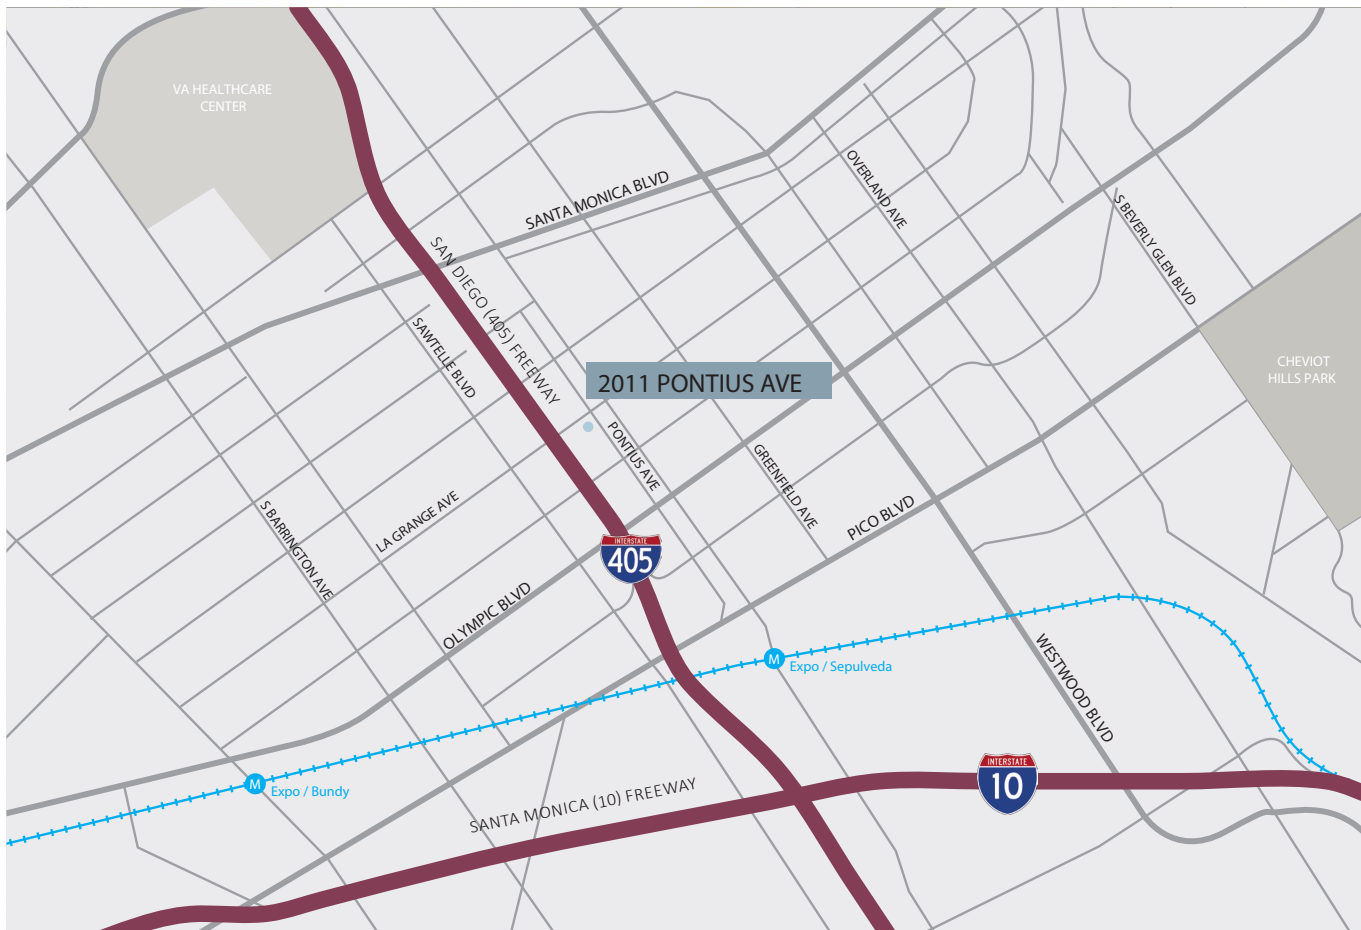 VA HEALTHCARE
CENTER
SANTA MONICA BLVD
OVERLAND AVE
S BEVERLY GLEN BLVD
SAN DIEGO (405) FREEWAY
SAWTELLE BLVD
2011 PONTIUS AVE
CHEVIOT
HILLS PARK
PONTIUS AVE
GREENFIELD AVE
S BARRINGTON AVE
LA GRANGE AVE
PICO BLVD
INTERSTATE
405
OLYMPIC BLVD
M
Expo / Sepulveda
WESTWOOD BLVD
M
Expo / Bundy
INTERSTATE
10
SANTA MONICA (10) FREEWAY